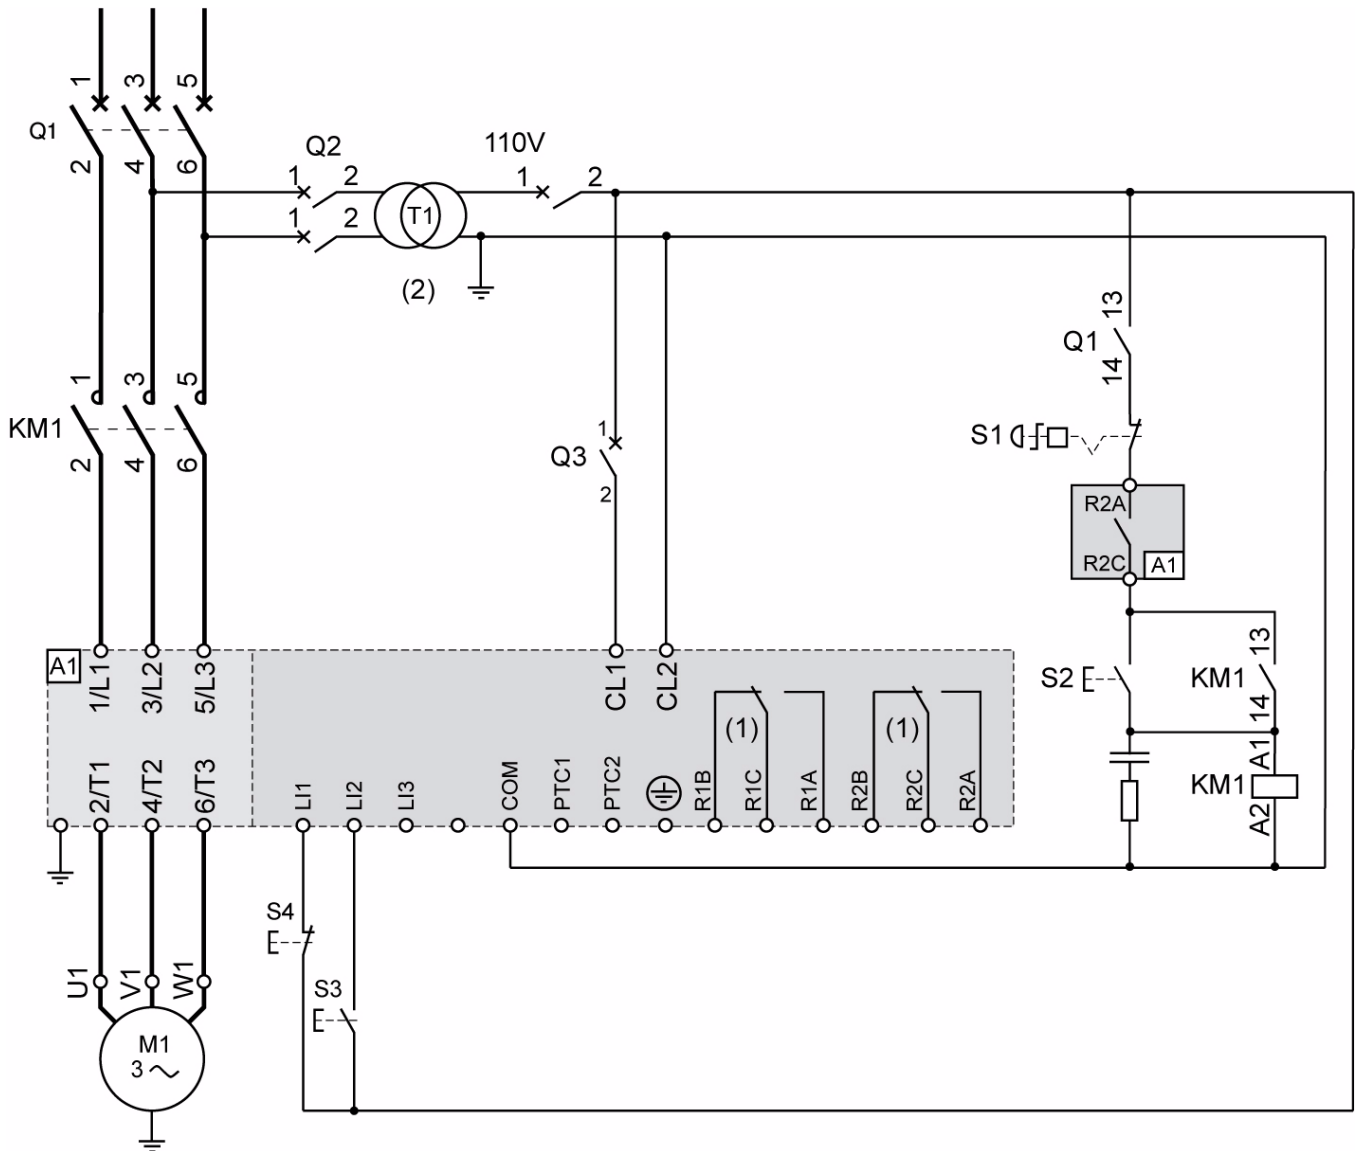 1 3 5
Q1
2 4 6
Q2
110V
1 2
1 2
T1
1 2
(2)
13
Q1
14
1 3 5
KM1
2 4 6
1
Q3
2
S1
R2A
R2C
A1
A1
1/L1
3/L2
5/L3
CL1
CL2
S2
13
KM1
14
(1)
(1)
2/T1
4/T2
6/T3
LI1
LI2
LI3
COM
PTC1
PTC2
R1B
R1C
R1A
R2B
R2C
R2A
A1
KM1
A2
S4
S3
U1
V1
W1
M1
3